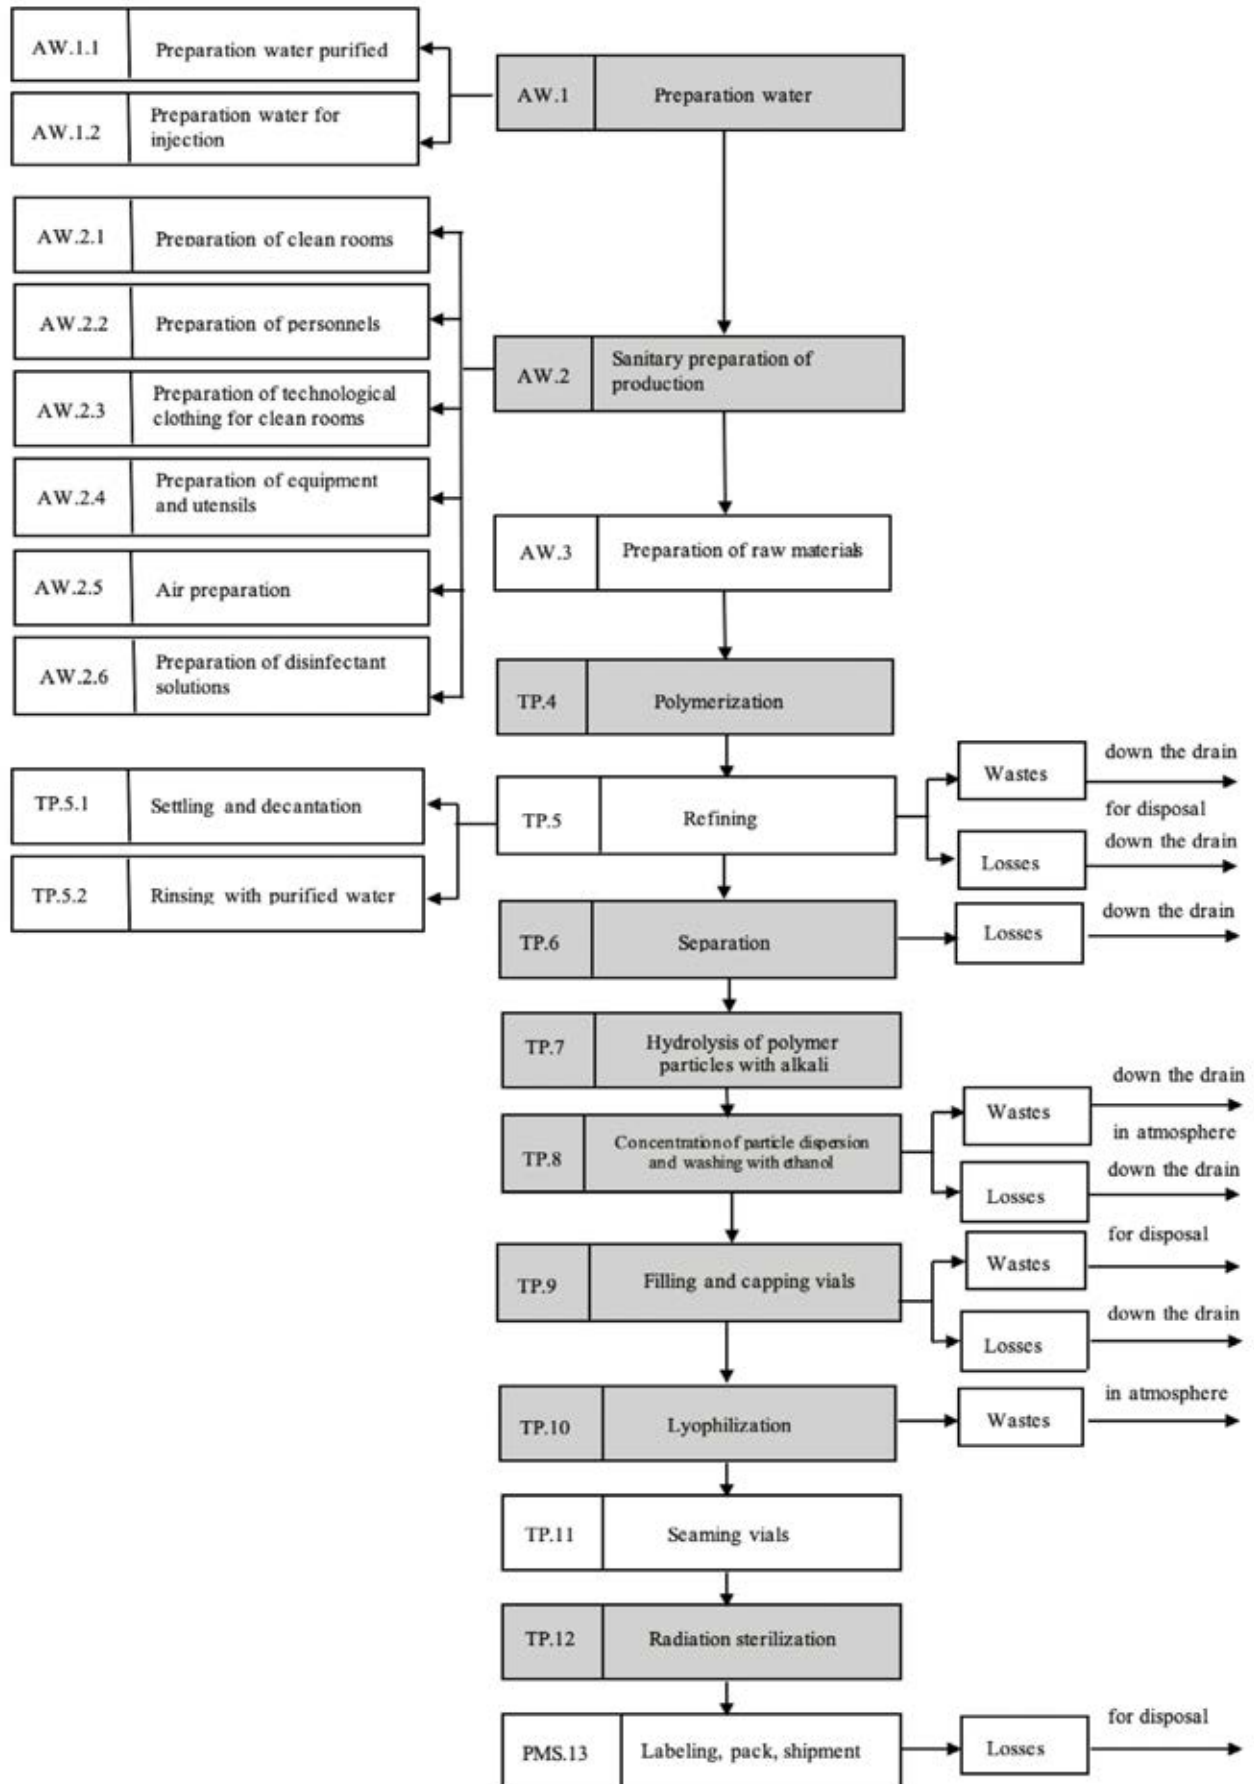 AW.1.1
Preparation water purified
AW.1.2
Preparation water for
injection
AW.1
Preparation water
AW.2.1
Preparation of clean rooms
AW.2.2
Preparation of personnels
AW.2.3
Preparation of technological
clothing for clean rooms
AW.2.4
Preparation of equipment
and utensils
AW.2.5
Air preparation
AW.2.6
Preparation of disinfectant
solutions
AW.2
Sanitary preparation of
production
AW.3
Preparation of raw materials
TP.4
Polymerization
TP.5.1
Settling and decantation
TP.5.2
Rinsing with purified water
TP.5
Refining
Wastes
down the drain
for disposal
Losses
down the drain
TP.6
Separation
Losses
down the drain
TP.7
Hydrolysis of polymer
particles with alkali
TP.8
Concentration of particle dispersion
and washing with ethanol
Wastes
down the drain
in atmosphere
Losses
down the drain
TP.9
Filling and capping vials
Wastes
for disposal
Losses
down the drain
TP.10
Lyophilization
Wastes
in atmosphere
TP.11
Seaming vials
TP.12
Radiation sterilization
PMS.13
Labeling, pack, shipment
Losses
for disposal